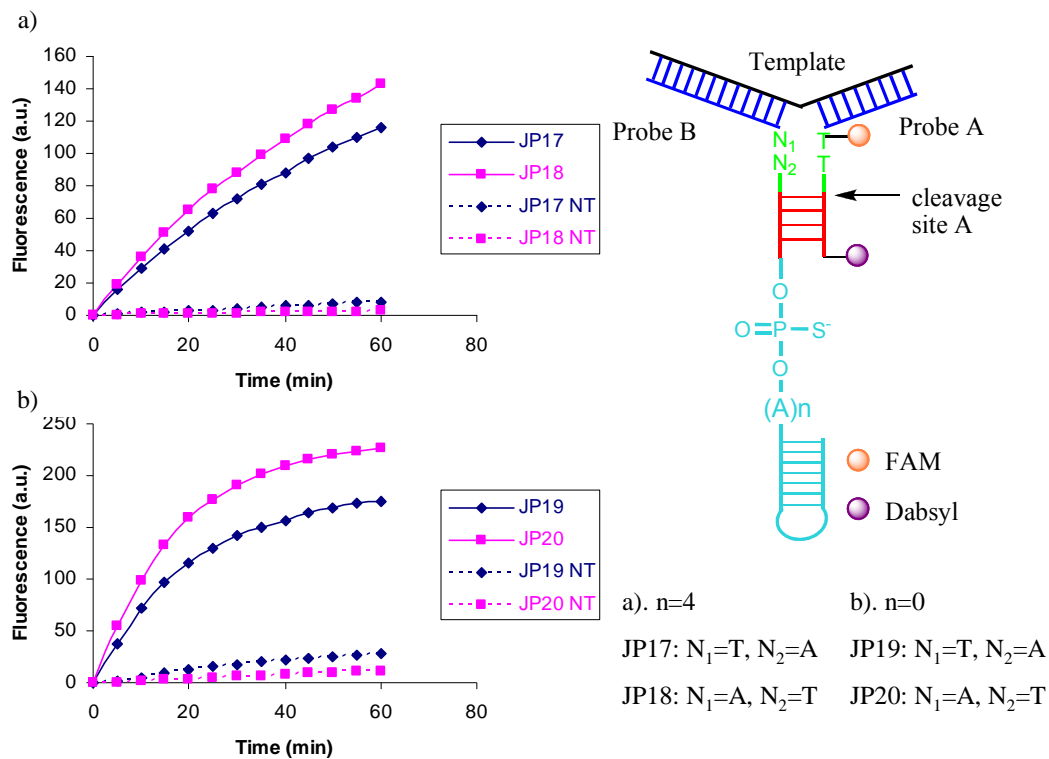 a)
160
140
120
100
80
60
40
20
0
Fluorescence (a.u.)
0 20 40 60 80
Time (min)
JP17
JP18
JP17 NT
JP18 NT
b)
250
200
150
100
50
0
Fluorescence (a.u)
0 20 40 60 80
Time (min)
JP19
JP20
JP19 NT
JP20 NT
Template
Probe B
Probe A
N₁ T
N₂ T
cleavage
site A
O
O=P–S⁻
O
(A)n
FAM
Dabsyl
a). n=4 b). n=0
JP17: N₁=T, N₂=A JP19: N₁=T, N₂=A
JP18: N₁=A, N₂=T JP20: N₁=A, N₂=T